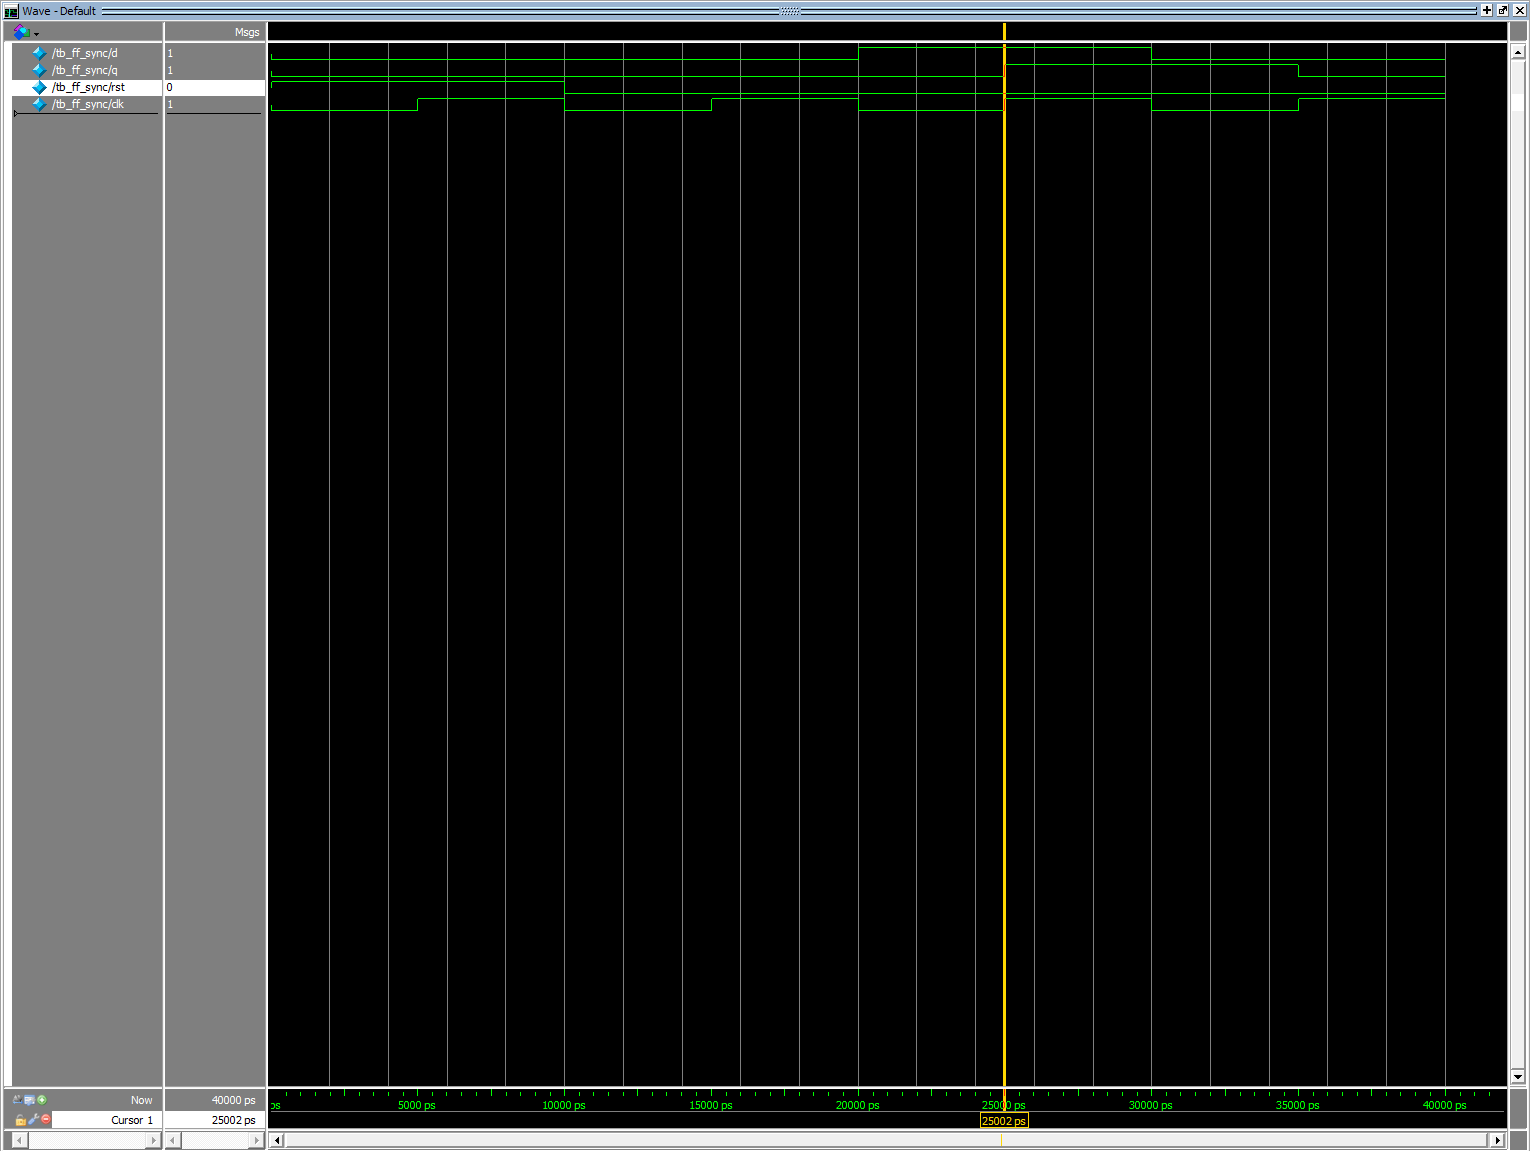 Wave - Default
Msgs
/tb_ff_sync/d 1
/tb_ff_sync/q 1
/tb_ff_sync/rst 0
/tb_ff_sync/clk 1
Now 40000 ps
ps 5000 ps 10000 ps 15000 ps 20000 ps 25000 ps 30000 ps 35000 ps 40000 ps
Cursor 1 25002 ps
25002 ps